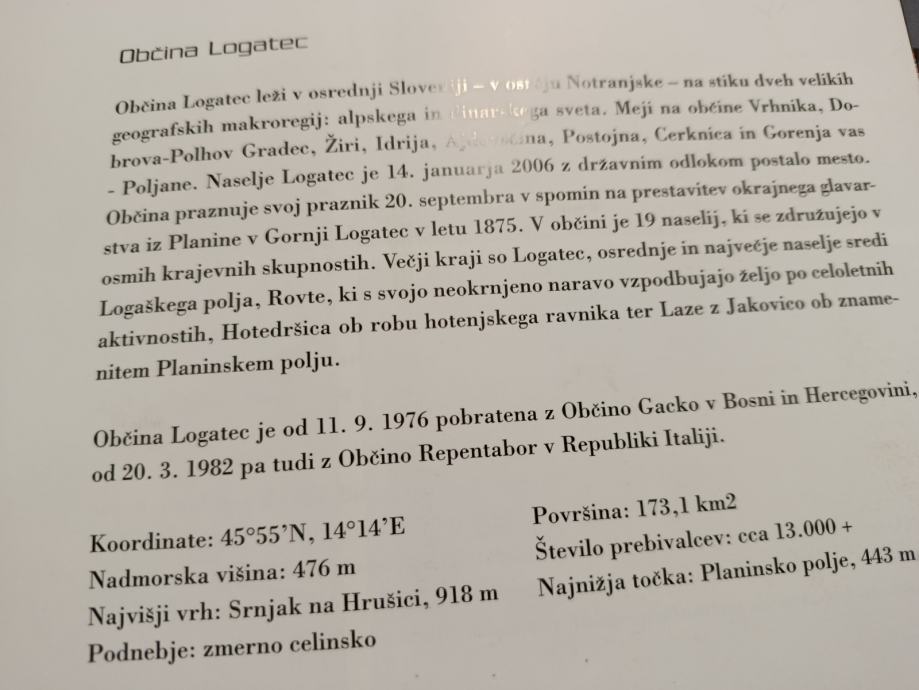 Občina Logatec
Občina Logatec leži v osrednji Sloveniji – v osrčju Notranjske – na stiku dveh velikih
geografskih makroregij: alpskega in dinarskega sveta. Meji na občine Vrhnika, Do-
brova-Polhov Gradec, Žiri, Idrija, Ajdovščina, Postojna, Cerknica in Gorenja vas
- Poljane. Naselje Logatec je 14. januarja 2006 z državnim odlokom postalo mesto.
Občina praznuje svoj praznik 20. septembra v spomin na prestavitev okrajnega glavar-
stva iz Planine v Gornji Logatec v letu 1875. V občini je 19 naselij, ki se združujejo v
osmih krajevnih skupnostih. Večji kraji so Logatec, osrednje in največje naselje sredi
Logaškega polja, Rovte, ki s svojo neokrnjeno naravo vzpodbujajo željo po celoletnih
aktivnostih, Hotedršica ob robu hotenjskega ravnika ter Laze z Jakovico ob zname-
nitem Planinskem polju.
Občina Logatec je od 11. 9. 1976 pobratena z Občino Gacko v Bosni in Hercegovini,
od 20. 3. 1982 pa tudi z Občino Repentabor v Republiki Italiji.
Koordinate: 45°55’N, 14°14’E
Nadmorska višina: 476 m
Najvišji vrh: Srnjak na Hrušici, 918 m
Podnebje: zmerno celinsko
Površina: 173,1 km2
Število prebivalcev: cca 13.000 +
Najnižja točka: Planinsko polje, 443 m